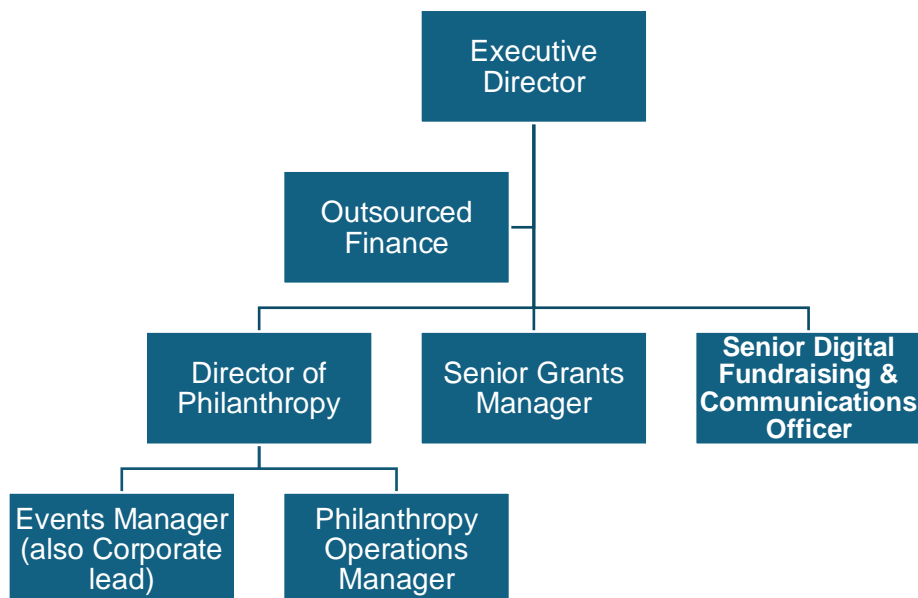 Executive
Director
Outsourced
Finance
Director of
Philanthropy
Senior Grants
Manager
Senior Digital
Fundraising &
Communications
Officer
Events Manager
(also Corporate
lead)
Philanthropy
Operations
Manager